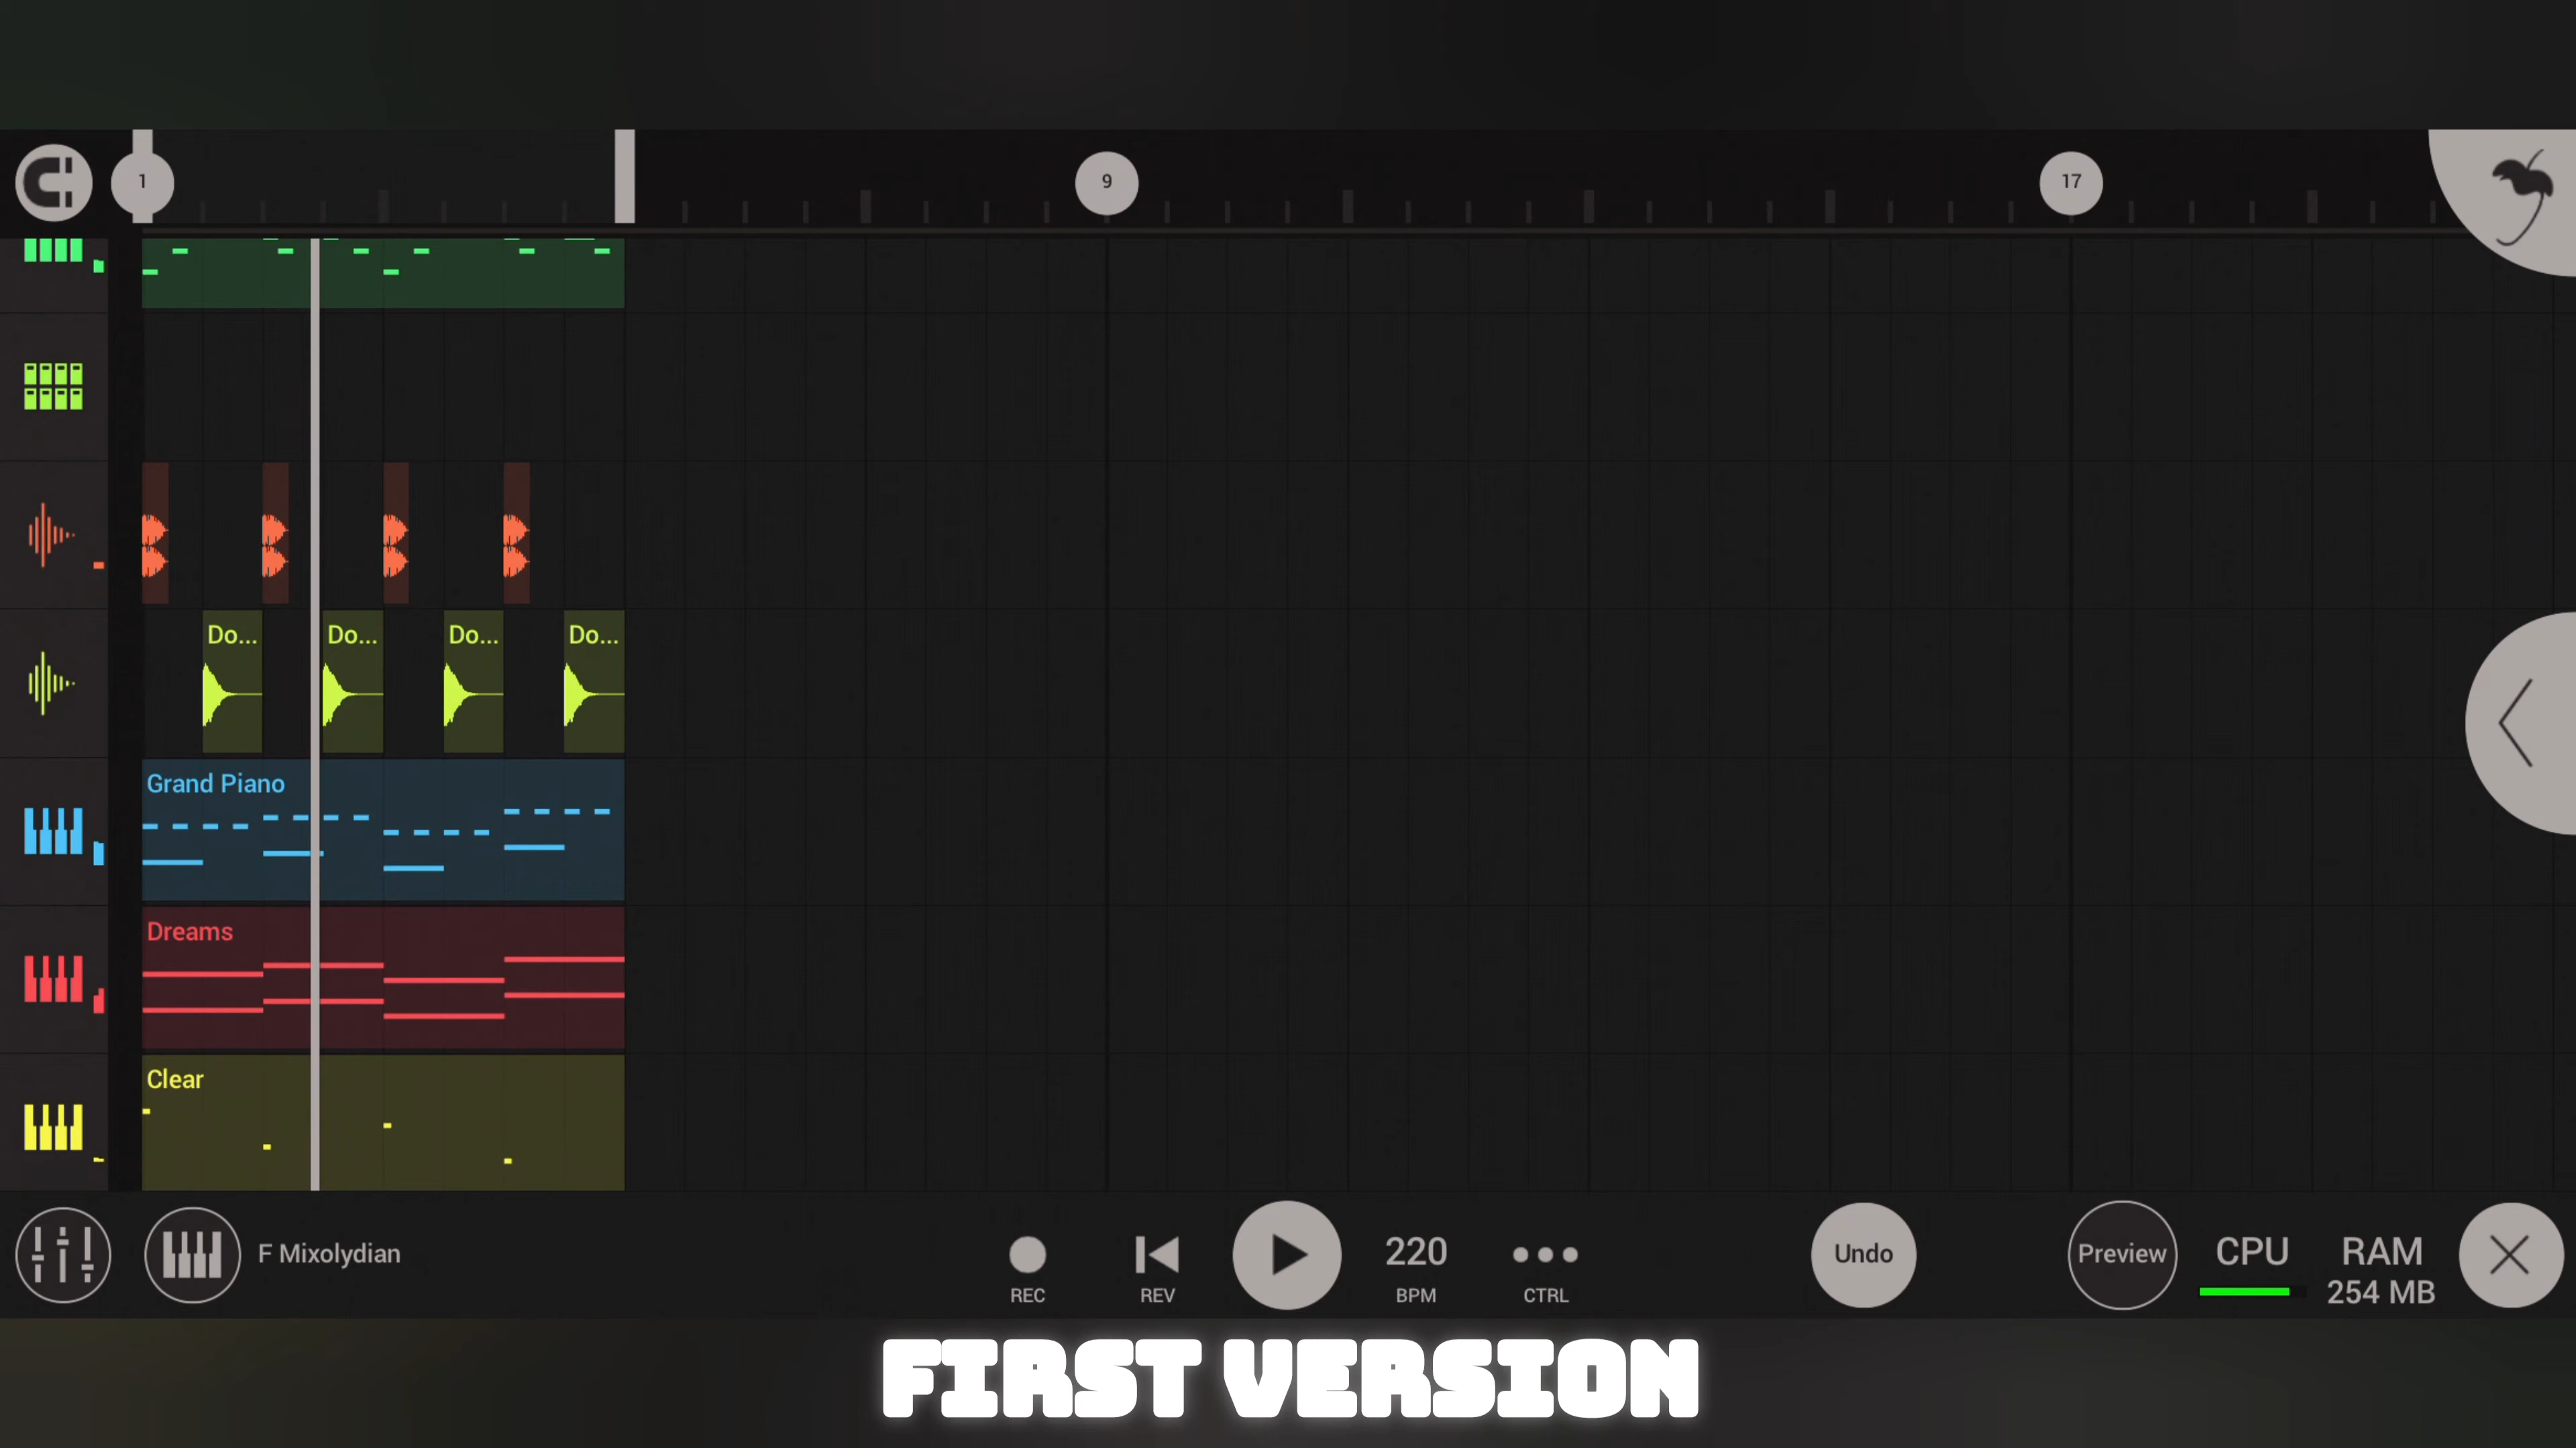 1 9 17
Do... Do... Do... Do...
Grand Piano
Dreams
Clear
F Mixolydian
REC
REV
220
BPM
CTRL
Undo
Preview
CPU
RAM
254 MB
FIRST VERSION